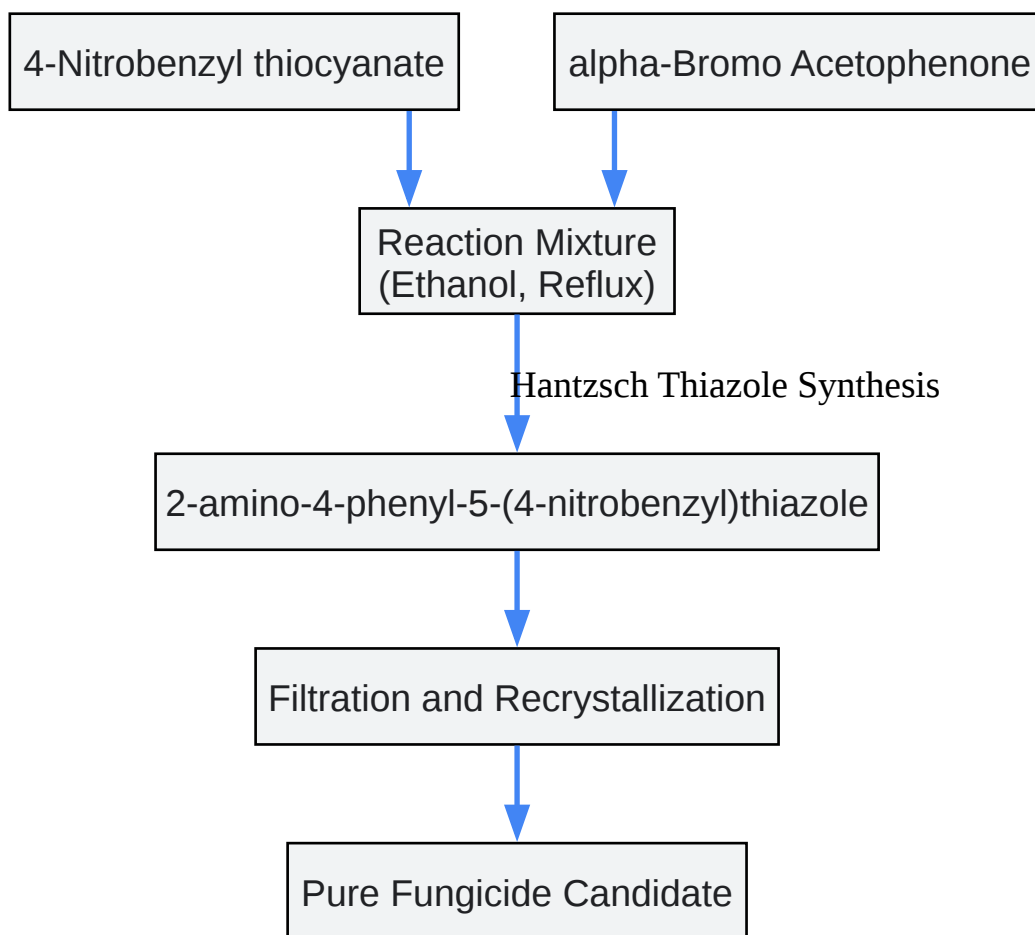 4-Nitrobenzyl thiocyanate
alpha-Bromo Acetophenone
Reaction Mixture
(Ethanol, Reflux)
Hantzsch Thiazole Synthesis
2-amino-4-phenyl-5-(4-nitrobenzyl)thiazole
Filtration and Recrystallization
Pure Fungicide Candidate